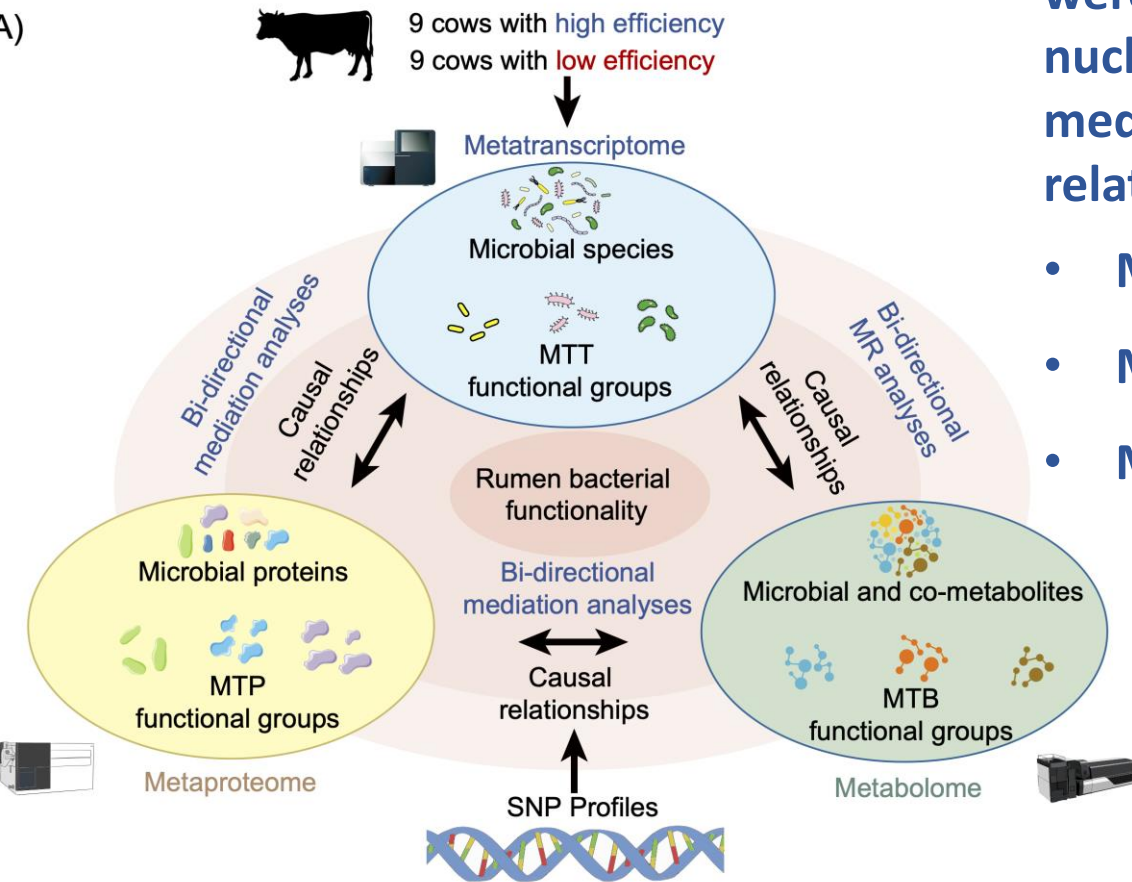 A)
9 cows with high efficiency
9 cows with low efficiency
Metatranscriptome
Microbial species
MTT
functional groups
Bi-directional
mediation analyses
Causal
relationships
Causal
relationships
Bi-directional
MR analyses
Rumen bacterial
functionality
Microbial proteins
MTP
functional groups
Metaproteome
Bi-directional
mediation analyses
Causal
relationships
Microbial and co-metabolites
MTB
functional groups
Metabolome
SNP Profiles
were
nucl
med
relat
• M
• M
• M